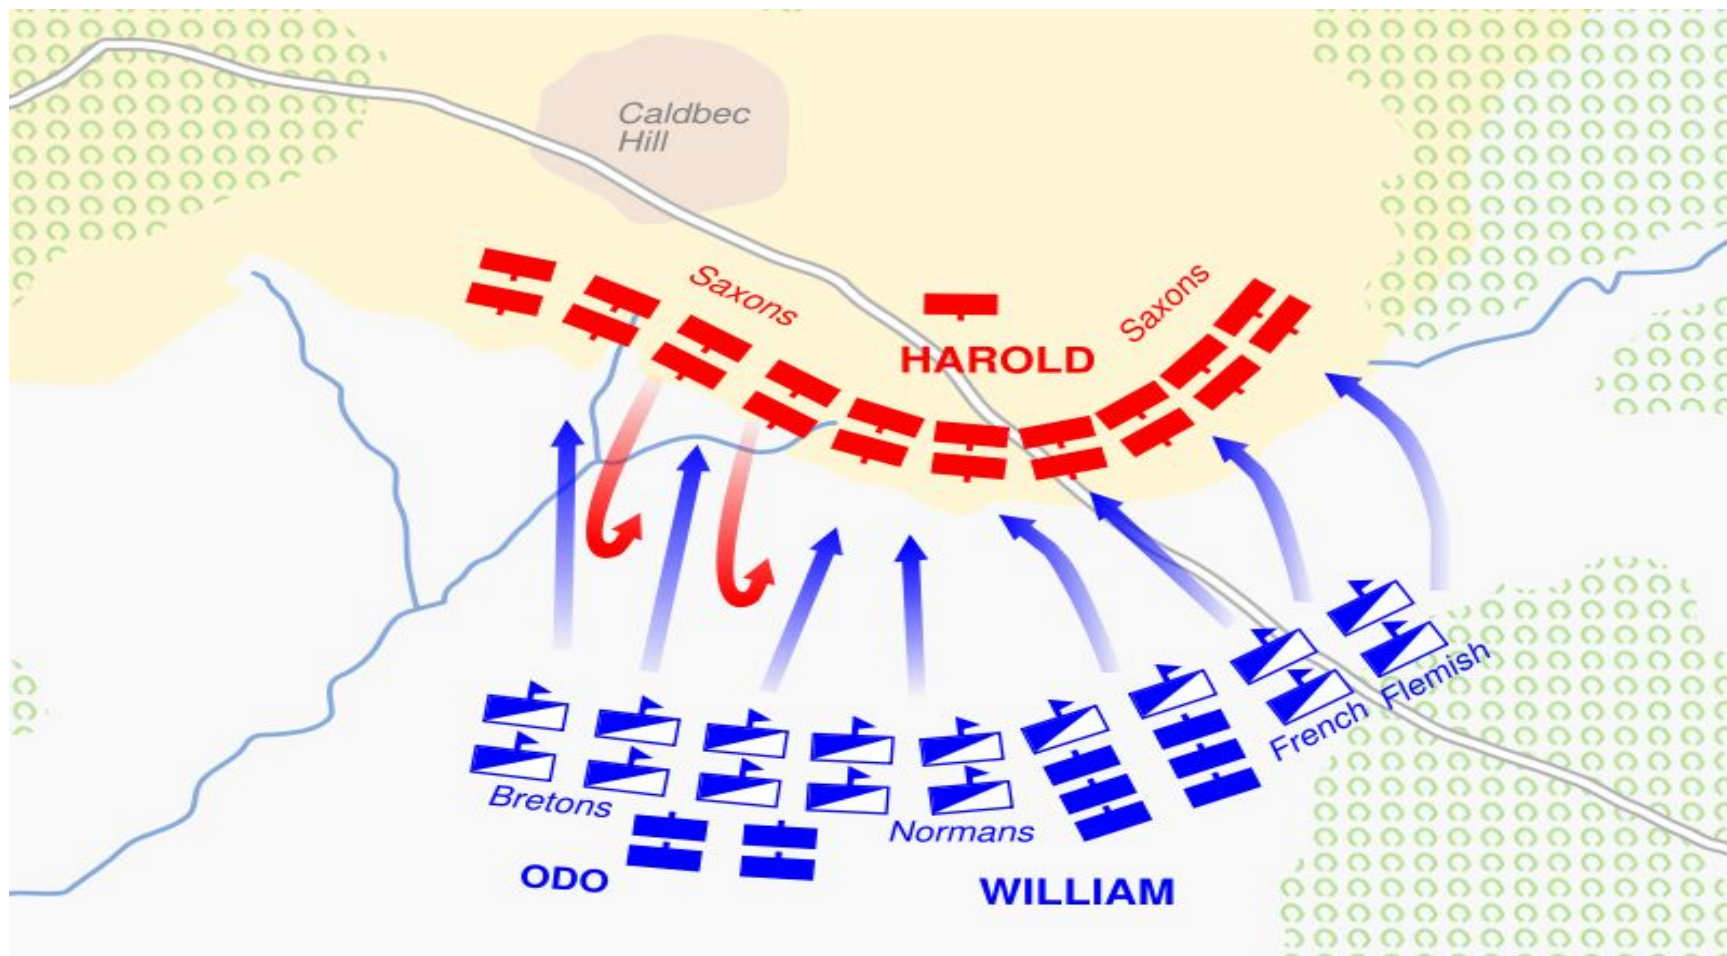 Caldbec
Hill
Saxons
Saxons
HAROLD
Flemish
French
Bretons
Normans
ODO
WILLIAM